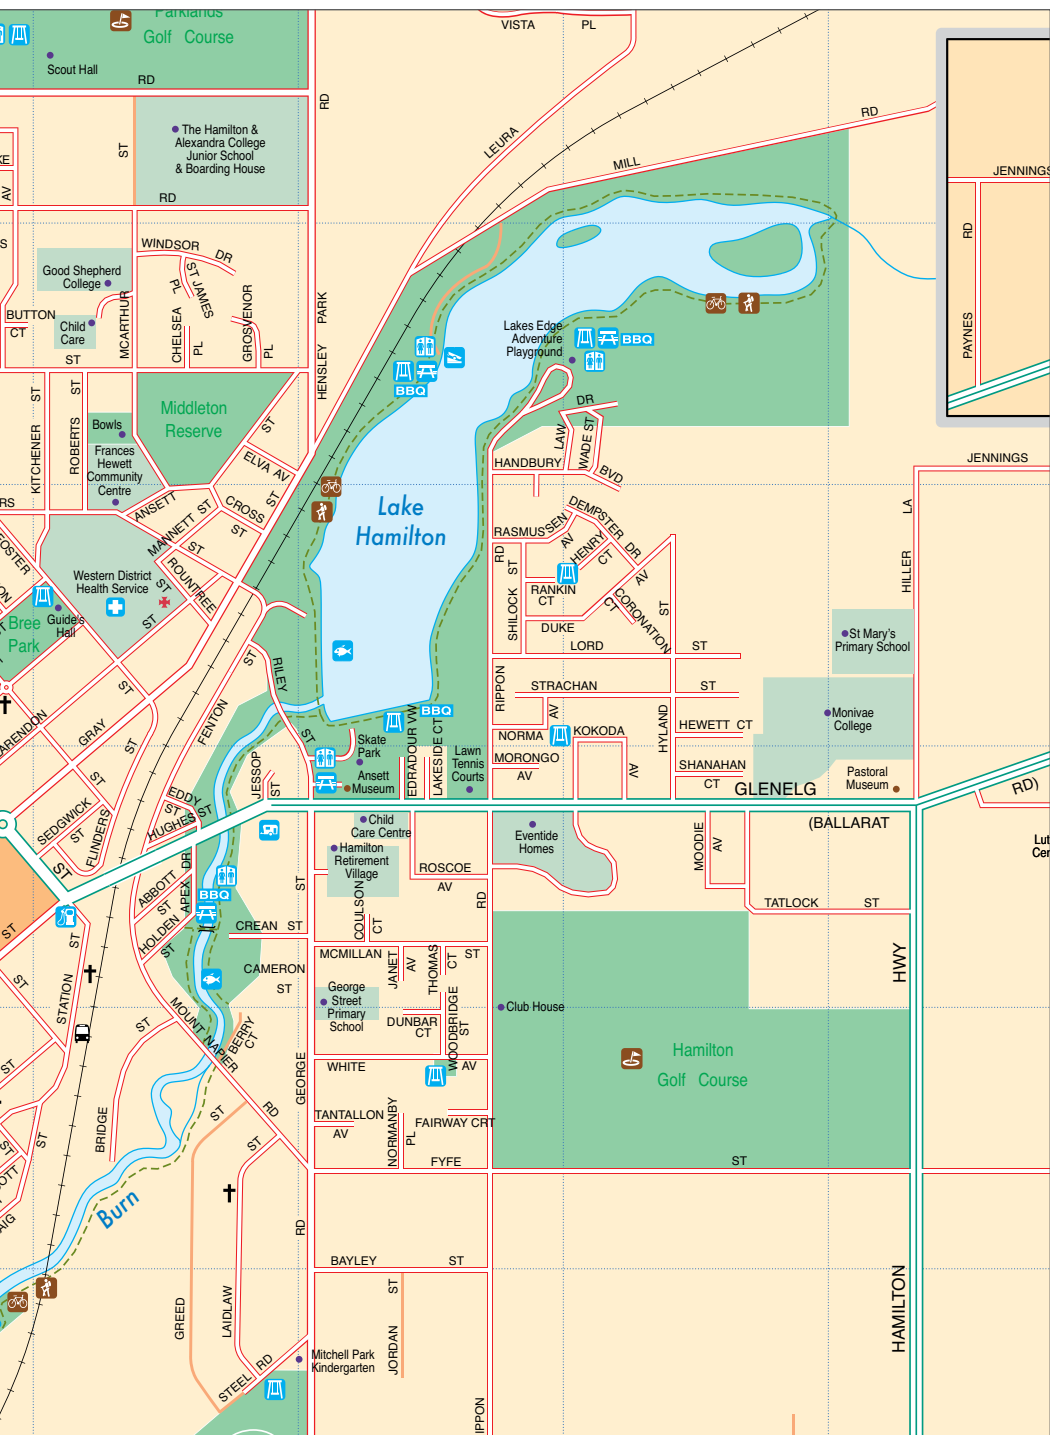 Parklands
Golf Course
Scout Hall
RD
RD
VISTA PL
LEURA
MILL
RD
The Hamilton &
Alexandra College
Junior School
& Boarding House
ST
RD
AV
JENNINGS
RD
PAYNES
WINDSOR
DR
ST JAMES
PL
Good Shepherd
College
BUTTON
CT
Child
Care
MCARTHUR
CHELSEA
PL
GROSVENOR
PL
ST
PARK
HENSLEY
Lakes Edge
Adventure
Playground
BBQ
BBQ
DR
LAW
WADE ST
KITCHENER
ST
ROBERTS
ST
Bowls
Middleton
Reserve
Frances
Hewett
Community
Centre
ST
ELVA AV
ST
CROSS
ST
ANSETT
MANNETT ST
ST
HANDBURY
BVD
JENNINGS
LA
HILLER
Lake
Hamilton
RASMUSSEN
AV
DEMPSTER DR
HENRY
CT
AV
RD
ST
SHILOCK
RANKIN
CT
CORONATION
CT
ST
DUKE
LORD
ST
Western District
Health Service
ROUNTREE
ST
ST
Bree
Park
Guide's
Hall
St Mary's
Primary School
RILEY
ST
RIPPON
STRACHAN
ST
AV
NORMA
KOKODA
HYLAND
HEWETT CT
MORONGO
AV
AV
SHANAHAN
CT
Monivae
College
Pastoral
Museum
FENTON
ST
GRAY
ST
ST
ST
BBQ
Skate
Park
Ansett
Museum
EDRADOUR VW
LAKESIDE CT
Lawn
Tennis
Courts
JESSOP
ST
GLENELG
(BALLARAT
RD)
EDDY
ST
HUGHES ST
SEDGWICK
ST
FLINDERS
ST
Child
Care Centre
Hamilton
Retirement
Village
Eventide
Homes
MOODIE
AV
ROSCOE
AV
RD
ABBOTT
ST
APEX DR
BBQ
HOLDEN
ST
ST
COULSON
CT
TATLOCK
ST
CREAN ST
CAMERON
ST
MCMILLAN
ST
JANET
AV
THOMAS
CT
ST
STATION
ST
ST
HWY
George
Street
Primary
School
DUNBAR
CT
WOODBRIDGE
ST
Club House
MOUNT NAPIER
RD
BERRY
CT
ST
Hamilton
Golf Course
GEORGE
WHITE
AV
TANTALLON
AV
NORMANBY
PL
FAIRWAY CRT
FYFE
ST
BRIDGE
ST
ST
ST
ST
ST
Burn
RD
BAYLEY
ST
ST
JORDAN
GREED
LAIDLAW
HAMILTON
STEEL RD
Mitchell Park
Kindergarten